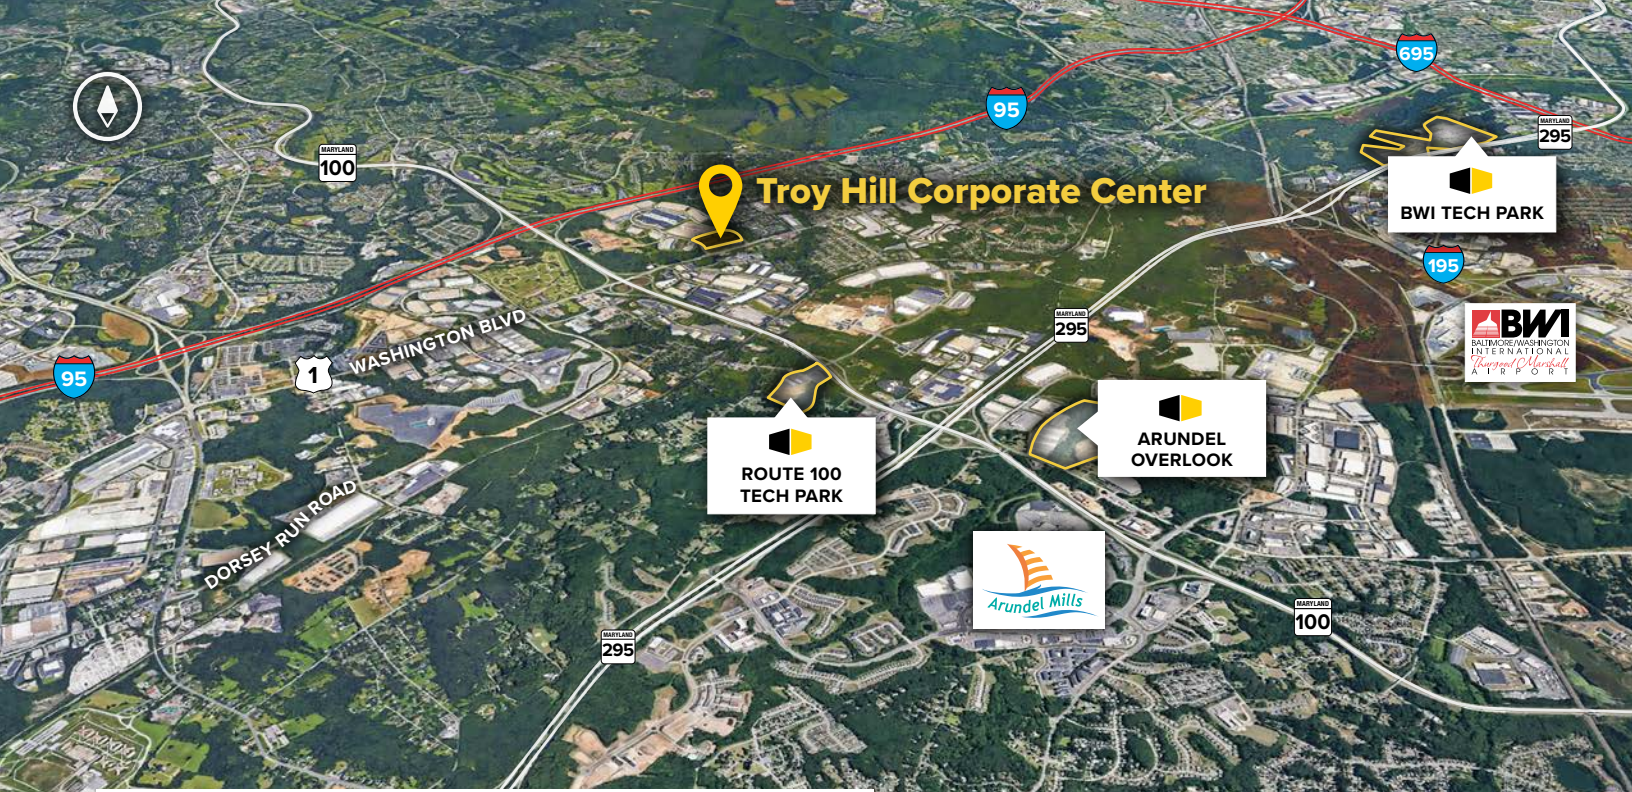 695
95
MARYLAND
295
MARYLAND
100
Troy Hill Corporate Center
BWI TECH PARK
195
MARYLAND
295
BWI
BALTIMORE/WASHINGTON
INTERNATIONAL
Thurgood Marshall
AIRPORT
WASHINGTON BLVD
1
95
ROUTE 100
TECH PARK
ARUNDEL
OVERLOOK
DORSEY RUN ROAD
Arundel Mills
MARYLAND
100
MARYLAND
295